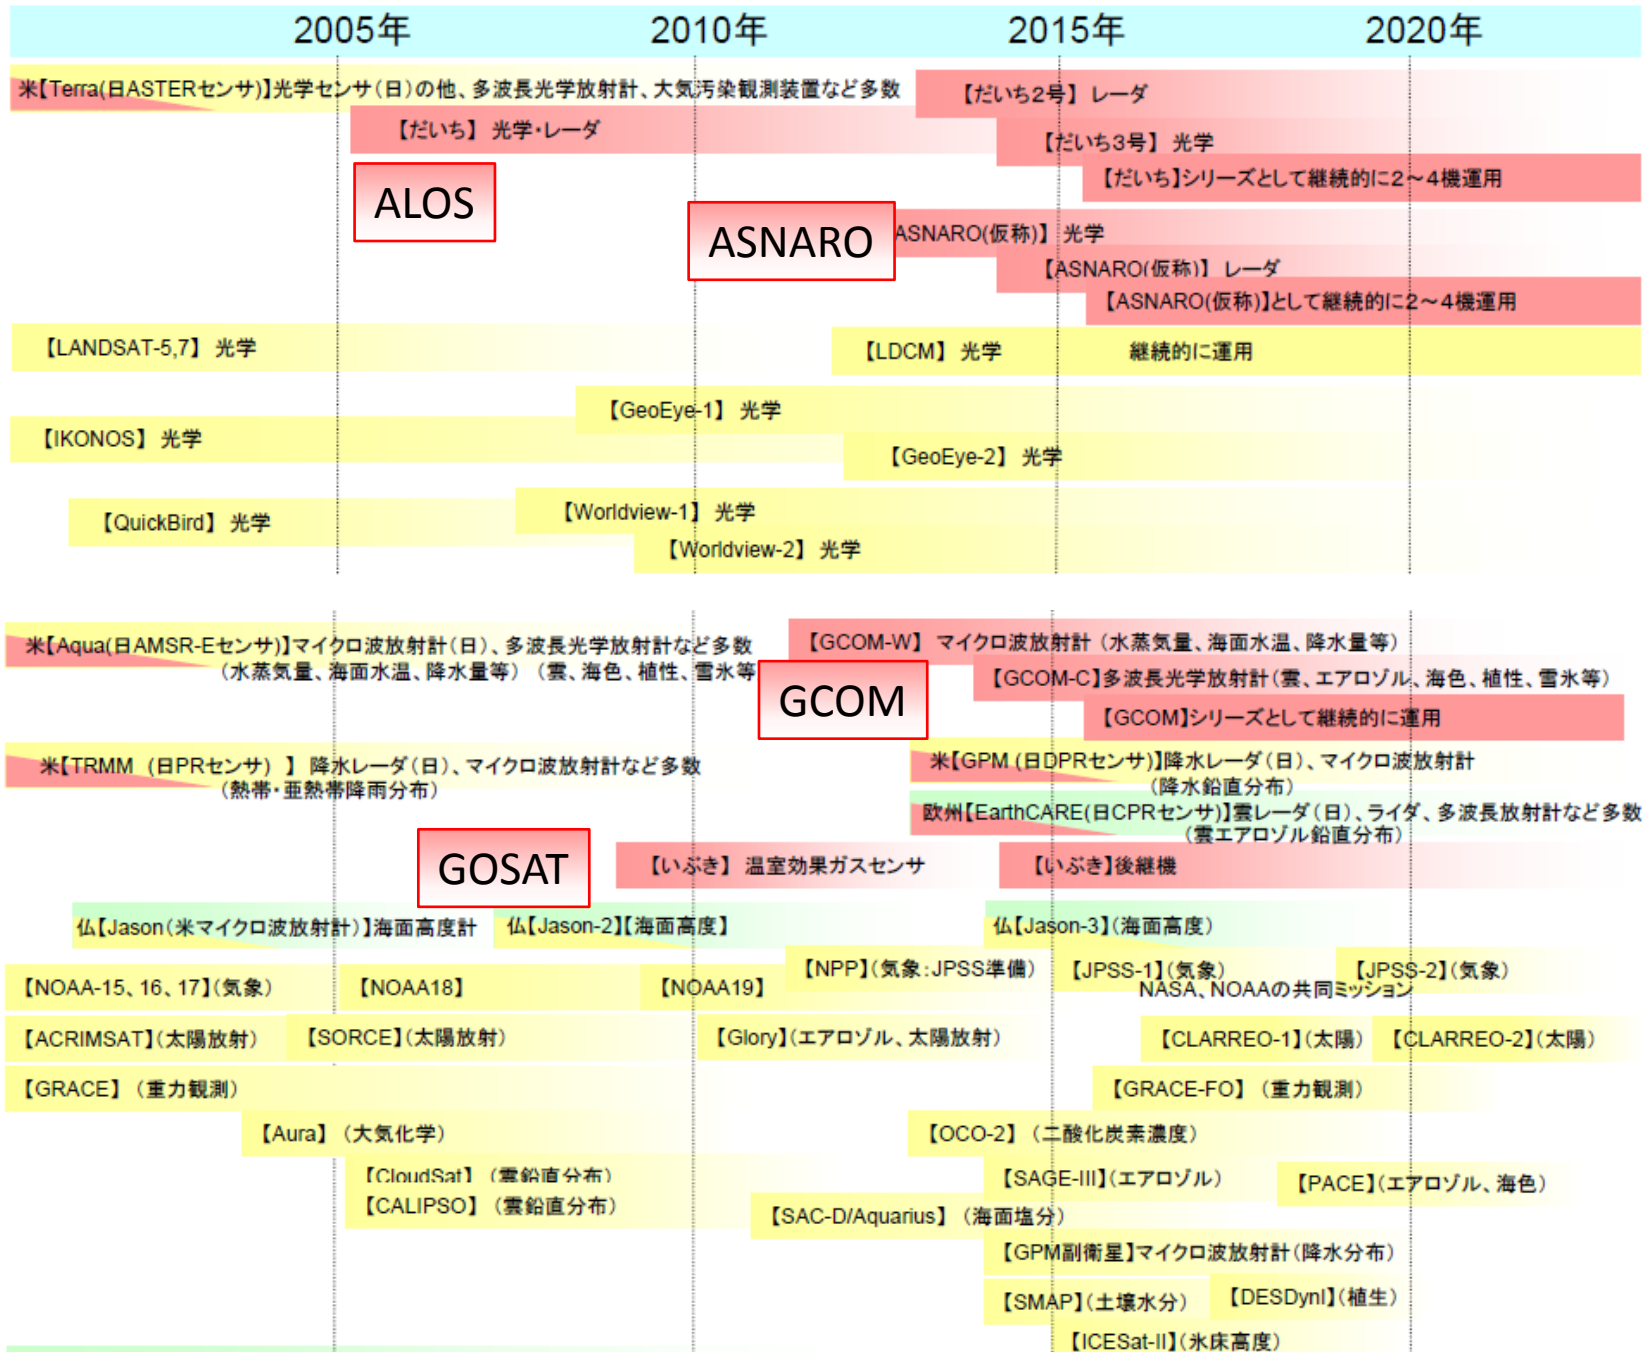 2005年 2010年 2015年 2020年
米【Terra(日ASTERセンサ)】光学センサ(日)の他、多波長光学放射計、大気汚染観測装置など多数
【だいち2号】 レーダ
【だいち】 光学・レーダ
【だいち3号】 光学
【だいち】シリーズとして継続的に2〜4機運用
ALOS
ASNARO
ASNARO(仮称)】 光学
【ASNARO(仮称)】 レーダ
【ASNARO(仮称)】として継続的に2〜4機運用
【LANDSAT-5,7】 光学
【LDCM】 光学 継続的に運用
【GeoEye-1】 光学
【IKONOS】 光学
【GeoEye-2】 光学
【QuickBird】 光学
【Worldview-1】 光学
【Worldview-2】 光学
米【Aqua(日AMSR-Eセンサ)】マイクロ波放射計(日)、多波長光学放射計など多数
(水蒸気量、海面水温、降水量等) (雲、海色、植性、雪氷等
【GCOM-W】 マイクロ波放射計 (水蒸気量、海面水温、降水量等)
【GCOM-C】多波長光学放射計(雲、エアロゾル、海色、植性、雪氷等)
GCOM
【GCOM】シリーズとして継続的に運用
米【TRMM (日PRセンサ) 】 降水レーダ(日)、マイクロ波放射計など多数
(熱帯・亜熱帯降雨分布)
米【GPM (日DPRセンサ)】降水レーダ(日)、マイクロ波放射計
(降水鉛直分布)
欧州【EarthCARE(日CPRセンサ)】雲レーダ(日)、ライダ、多波長放射計など多数
(雲エアロゾル鉛直分布)
GOSAT
【いぶき】 温室効果ガスセンサ
【いぶき】後継機
仏【Jason(米マイクロ波放射計)】海面高度計
仏【Jason-2】【海面高度】
仏【Jason-3】(海面高度)
【NPP】(気象:JPSS準備)
【JPSS-1】(気象)
【JPSS-2】(気象)
NASA、NOAAの共同ミッション
【NOAA-15、16、17】(気象)
【NOAA18】
【NOAA19】
【ACRIMSAT】(太陽放射)
【SORCE】(太陽放射)
【Glory】(エアロゾル、太陽放射)
【CLARREO-1】(太陽)
【CLARREO-2】(太陽)
【GRACE】 (重力観測)
【GRACE-FO】 (重力観測)
【Aura】 (大気化学)
【OCO-2】 (二酸化炭素濃度)
【CloudSat】 (雲鉛直分布)
【SAGE-III】(エアロゾル)
【PACE】(エアロゾル、海色)
【CALIPSO】 (雲鉛直分布)
【SAC-D/Aquarius】 (海面塩分)
【GPM副衛星】マイクロ波放射計(降水分布)
【SMAP】(土壌水分)
【DESDynI】(植生)
【ICESat-II】(氷床高度)